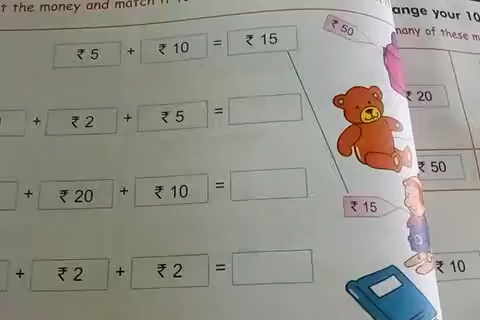 t the money and match
ange your 10
many of these m
₹ 50
₹ 5 + ₹ 10 = ₹ 15
₹ 20
+ ₹ 2 + ₹ 5 =
₹ 50
+ ₹ 20 + ₹ 10 =
₹ 15
₹ 10
+ ₹ 2 + ₹ 2 =